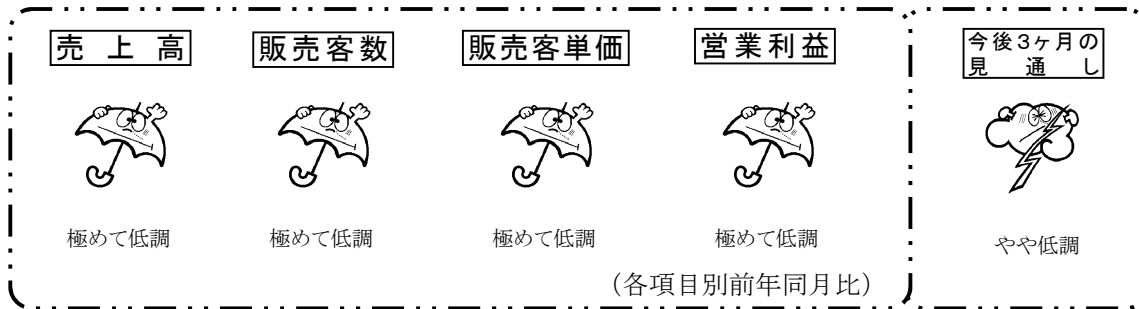 売上高
販売客数
販売客単価
営業利益
極めて低調
極めて低調
極めて低調
極めて低調
(各項目別前年同月比)
今後3ヶ月の
見通し
やや低調